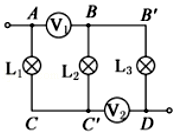 A V₁ B B′
L₁ L₂ L₃
C C′ V₂ D